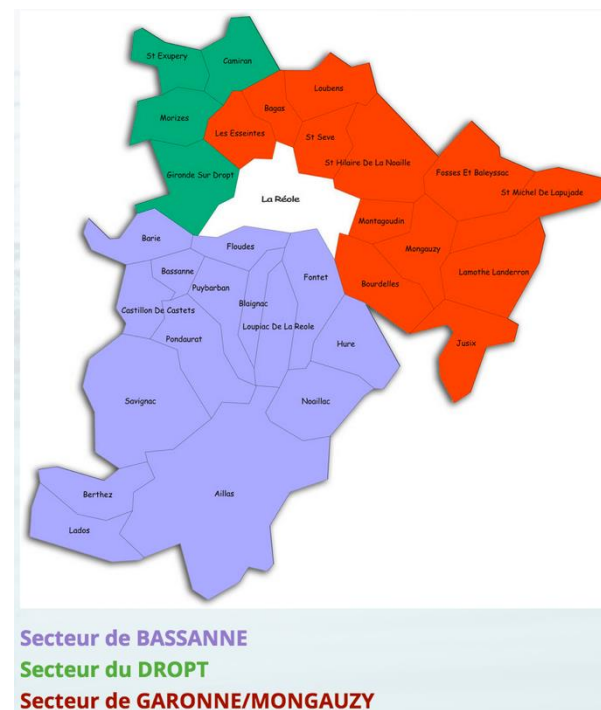 St Exupery
Camiran
Loubens
Bagas
Morizes
Les Esseintes
St Seve
St Hilaire De La Noaille
Fosses Et Baleyssac
Gironde Sur Dropt
St Michel De Lapujade
La Réole
Montagoudin
Barie
Floudes
Mongauzy
Bassanne
Lamothe Landerron
Fontet
Puybarban
Bourdelles
Blaignac
Castillon De Castets
Loupiac De La Reole
Pondaurat
Hure
Jusix
Savignac
Noaillac
Berthez
Aillas
Lados
Secteur de BASSANNE
Secteur du DROPT
Secteur de GARONNE/MONGAUZY